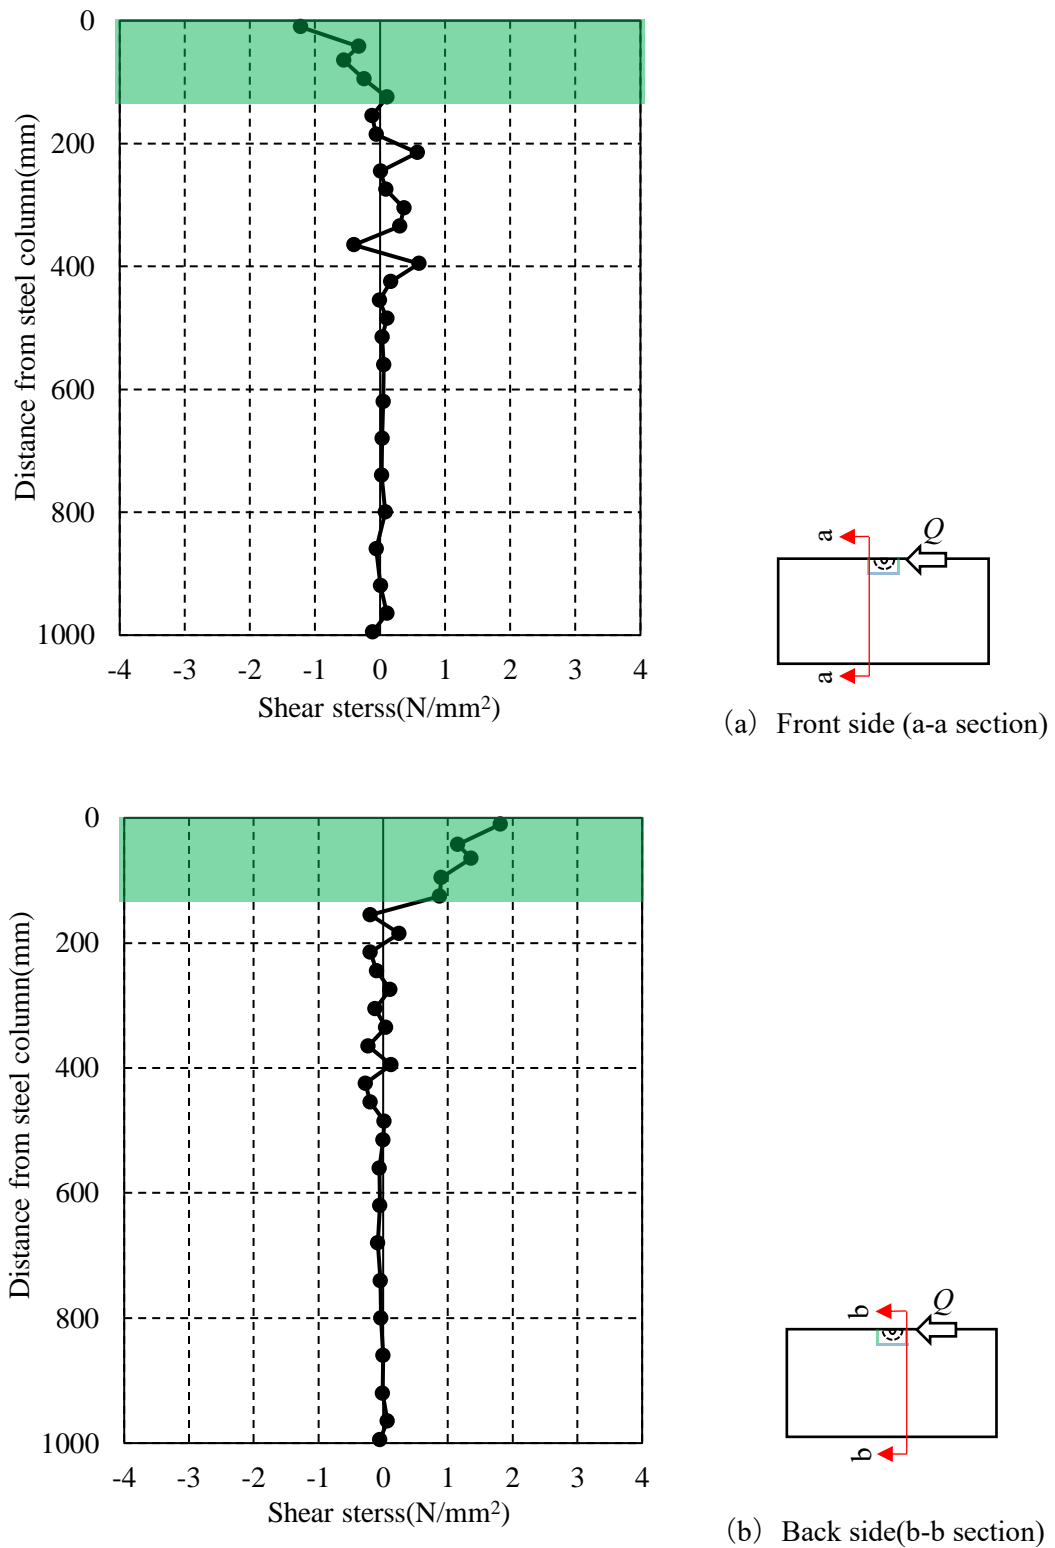 0
200
400
600
800
1000
Distance from steel column(mm)
-4 -3 -2 -1 0 1 2 3 4
Shear sterss(N/mm²)
a
Q
a
（a） Front side (a-a section)
0
200
400
600
800
1000
Distance from steel column(mm)
-4 -3 -2 -1 0 1 2 3 4
Shear sterss(N/mm²)
b
Q
b
（b） Back side(b-b section)